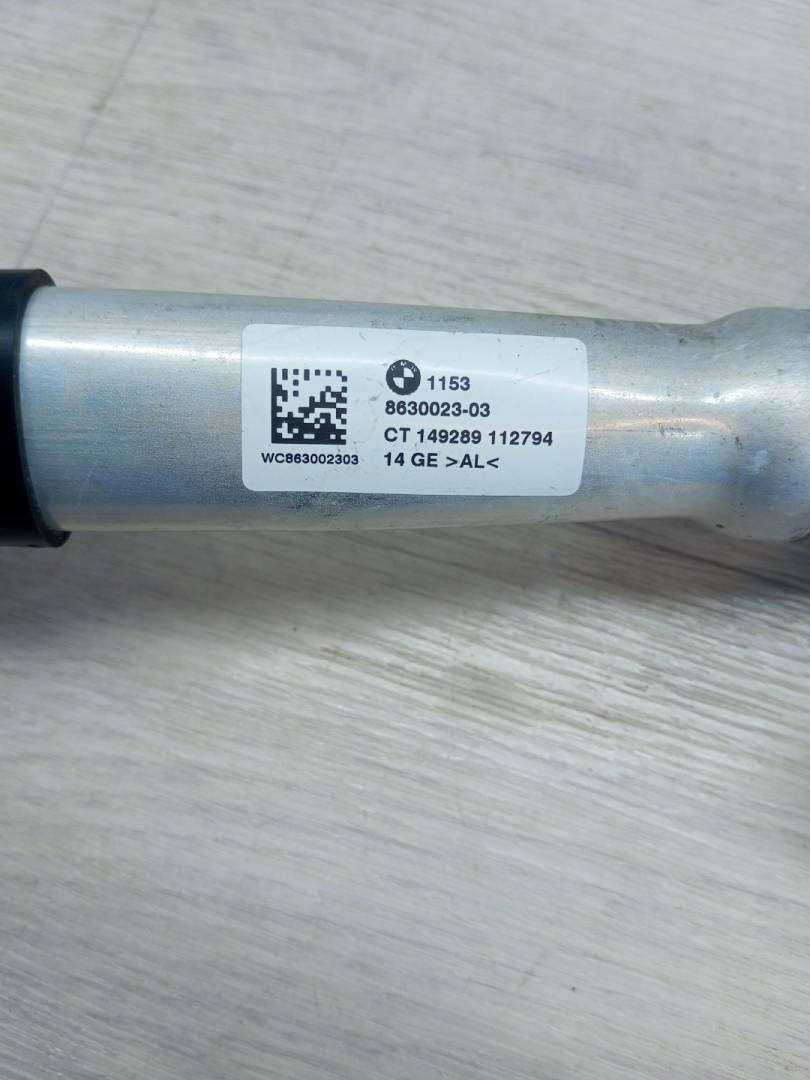 1153
8630023-03
CT 149289 112794
WC863002303
14 GE >AL<